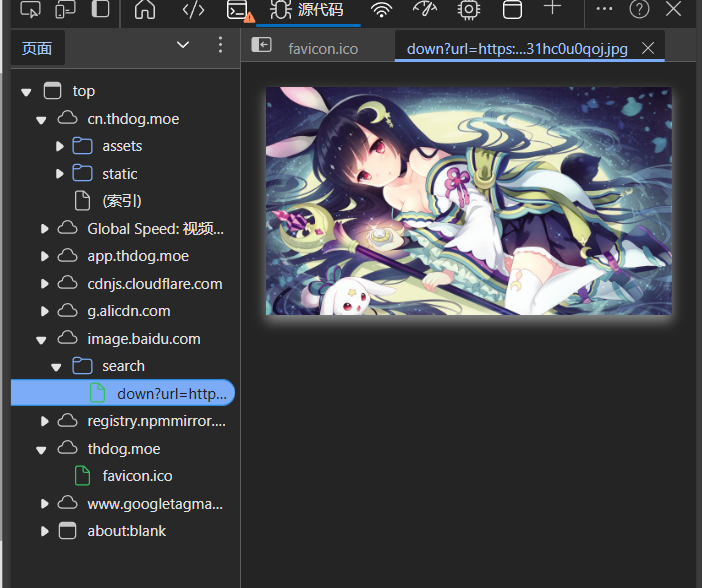 源代码
页面
favicon.ico
down?url=https:...31hc0u0qoj.jpg
top
cn.thdog.moe
assets
static
(索引)
Global Speed: 视频...
app.thdog.moe
cdnjs.cloudflare.com
g.alicdn.com
image.baidu.com
search
down?url=http...
registry.npmmirror....
thdog.moe
favicon.ico
www.googletagma...
about:blank